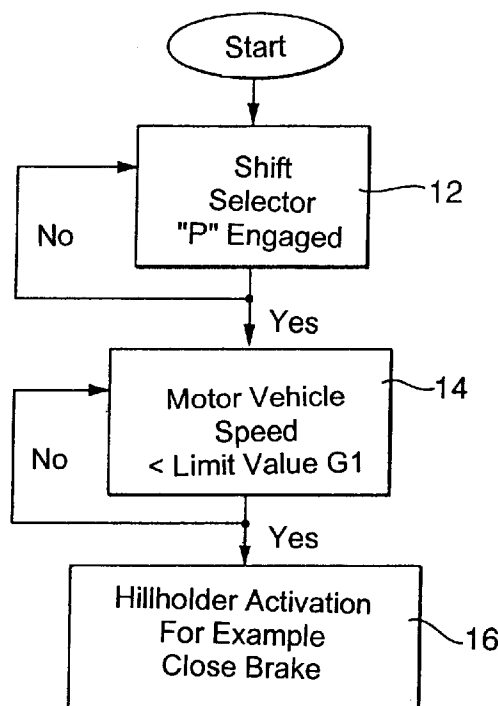 Start
Shift
Selector
"P" Engaged
12
No
Yes
Motor Vehicle
Speed
< Limit Value G1
14
No
Yes
Hillholder Activation
For Example
Close Brake
16